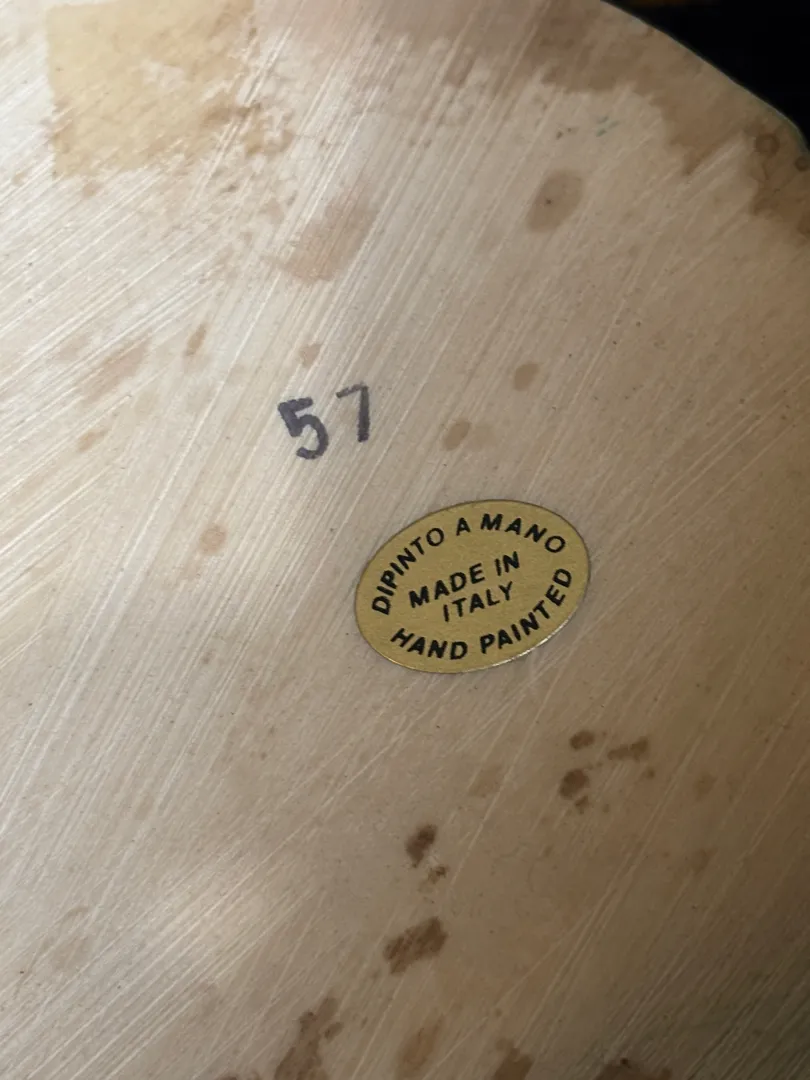 57
DIPINTO A MANO
MADE IN
ITALY
HAND PAINTED